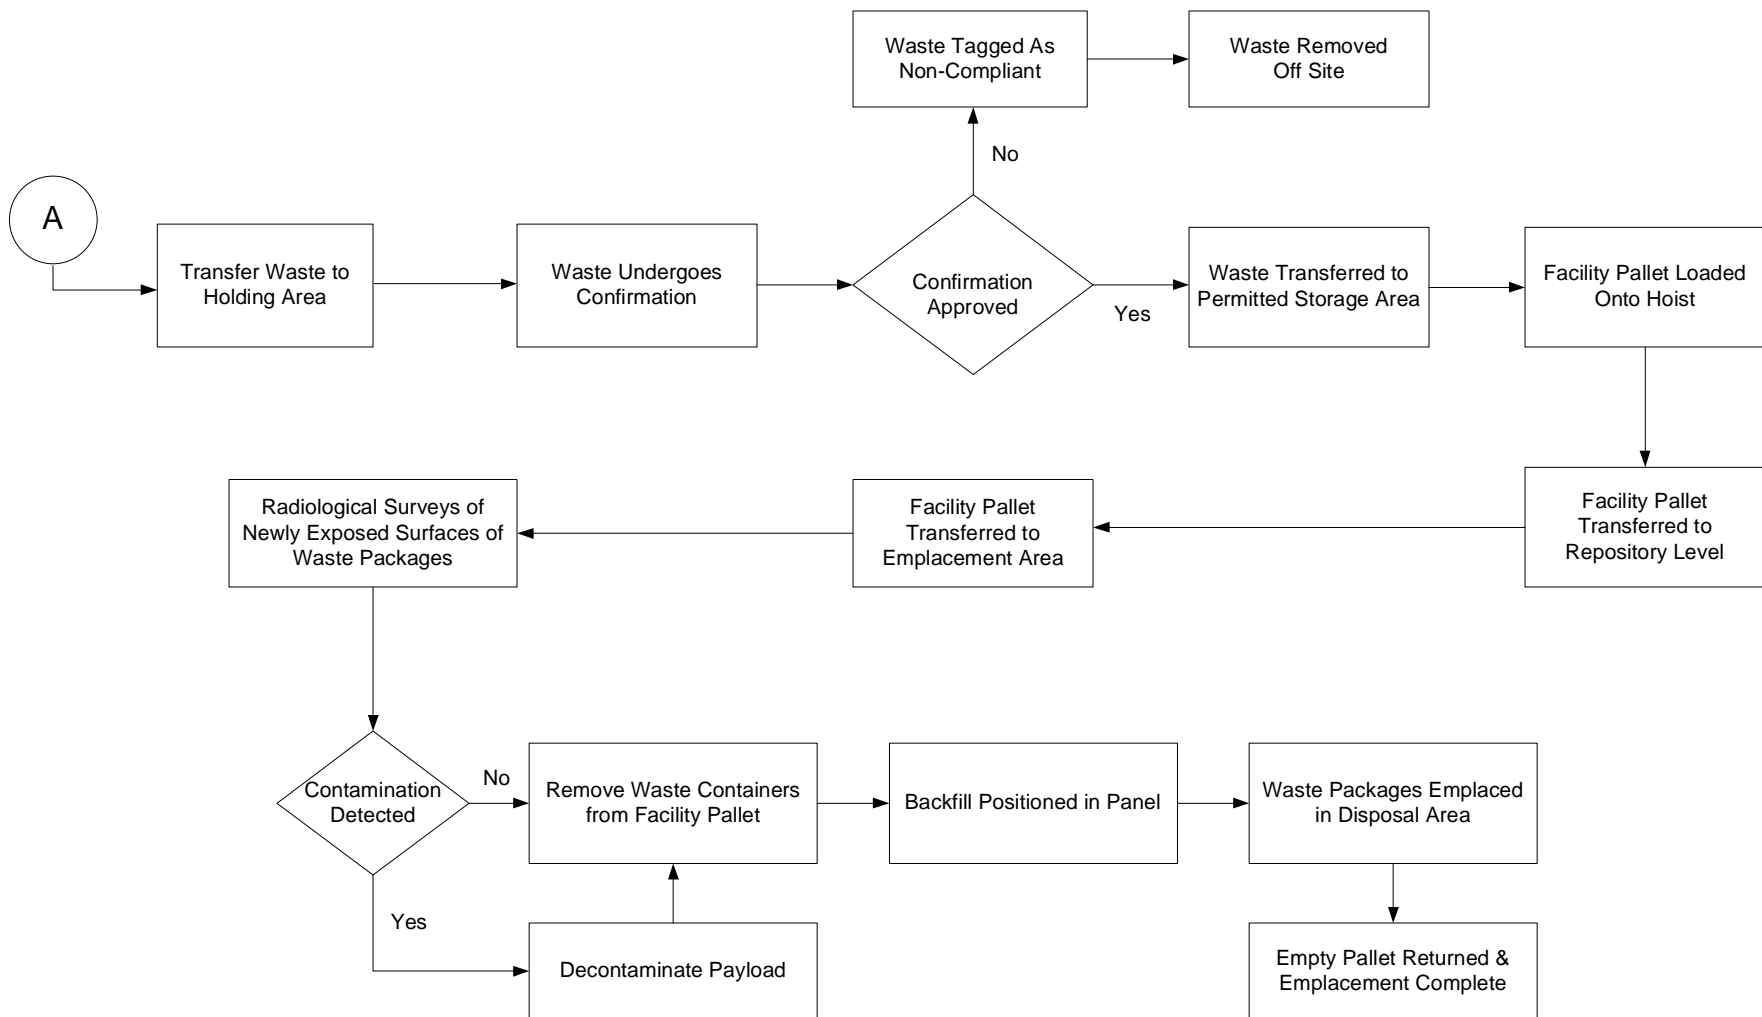 Waste Tagged As
Non-Compliant
Waste Removed
Off Site
No
A
Transfer Waste to
Holding Area
Waste Undergoes
Confirmation
Confirmation
Approved
Yes
Waste Transferred to
Permitted Storage Area
Facility Pallet Loaded
Onto Hoist
Radiological Surveys of
Newly Exposed Surfaces of
Waste Packages
Facility Pallet
Transferred to
Emplacement Area
Facility Pallet
Transferred to
Repository Level
Contamination
Detected
No
Remove Waste Containers
from Facility Pallet
Backfill Positioned in Panel
Waste Packages Emplaced
in Disposal Area
Yes
Decontaminate Payload
Empty Pallet Returned &
Emplacement Complete